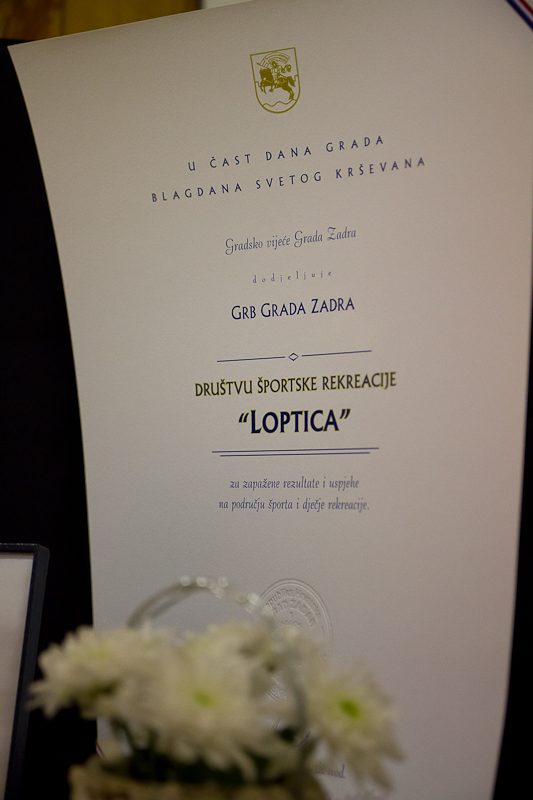 U ČAST DANA GRADA
BLAGDANA SVETOG KRŠEVANA
Gradsko vijeće Grada Zadra
dodjeljuje
GRB GRADA ZADRA
DRUŠTVU ŠPORTSKE REKREACIJE
“LOPTICA”
za zapažene rezultate i uspjehe
na području športa i dječje rekreacije.